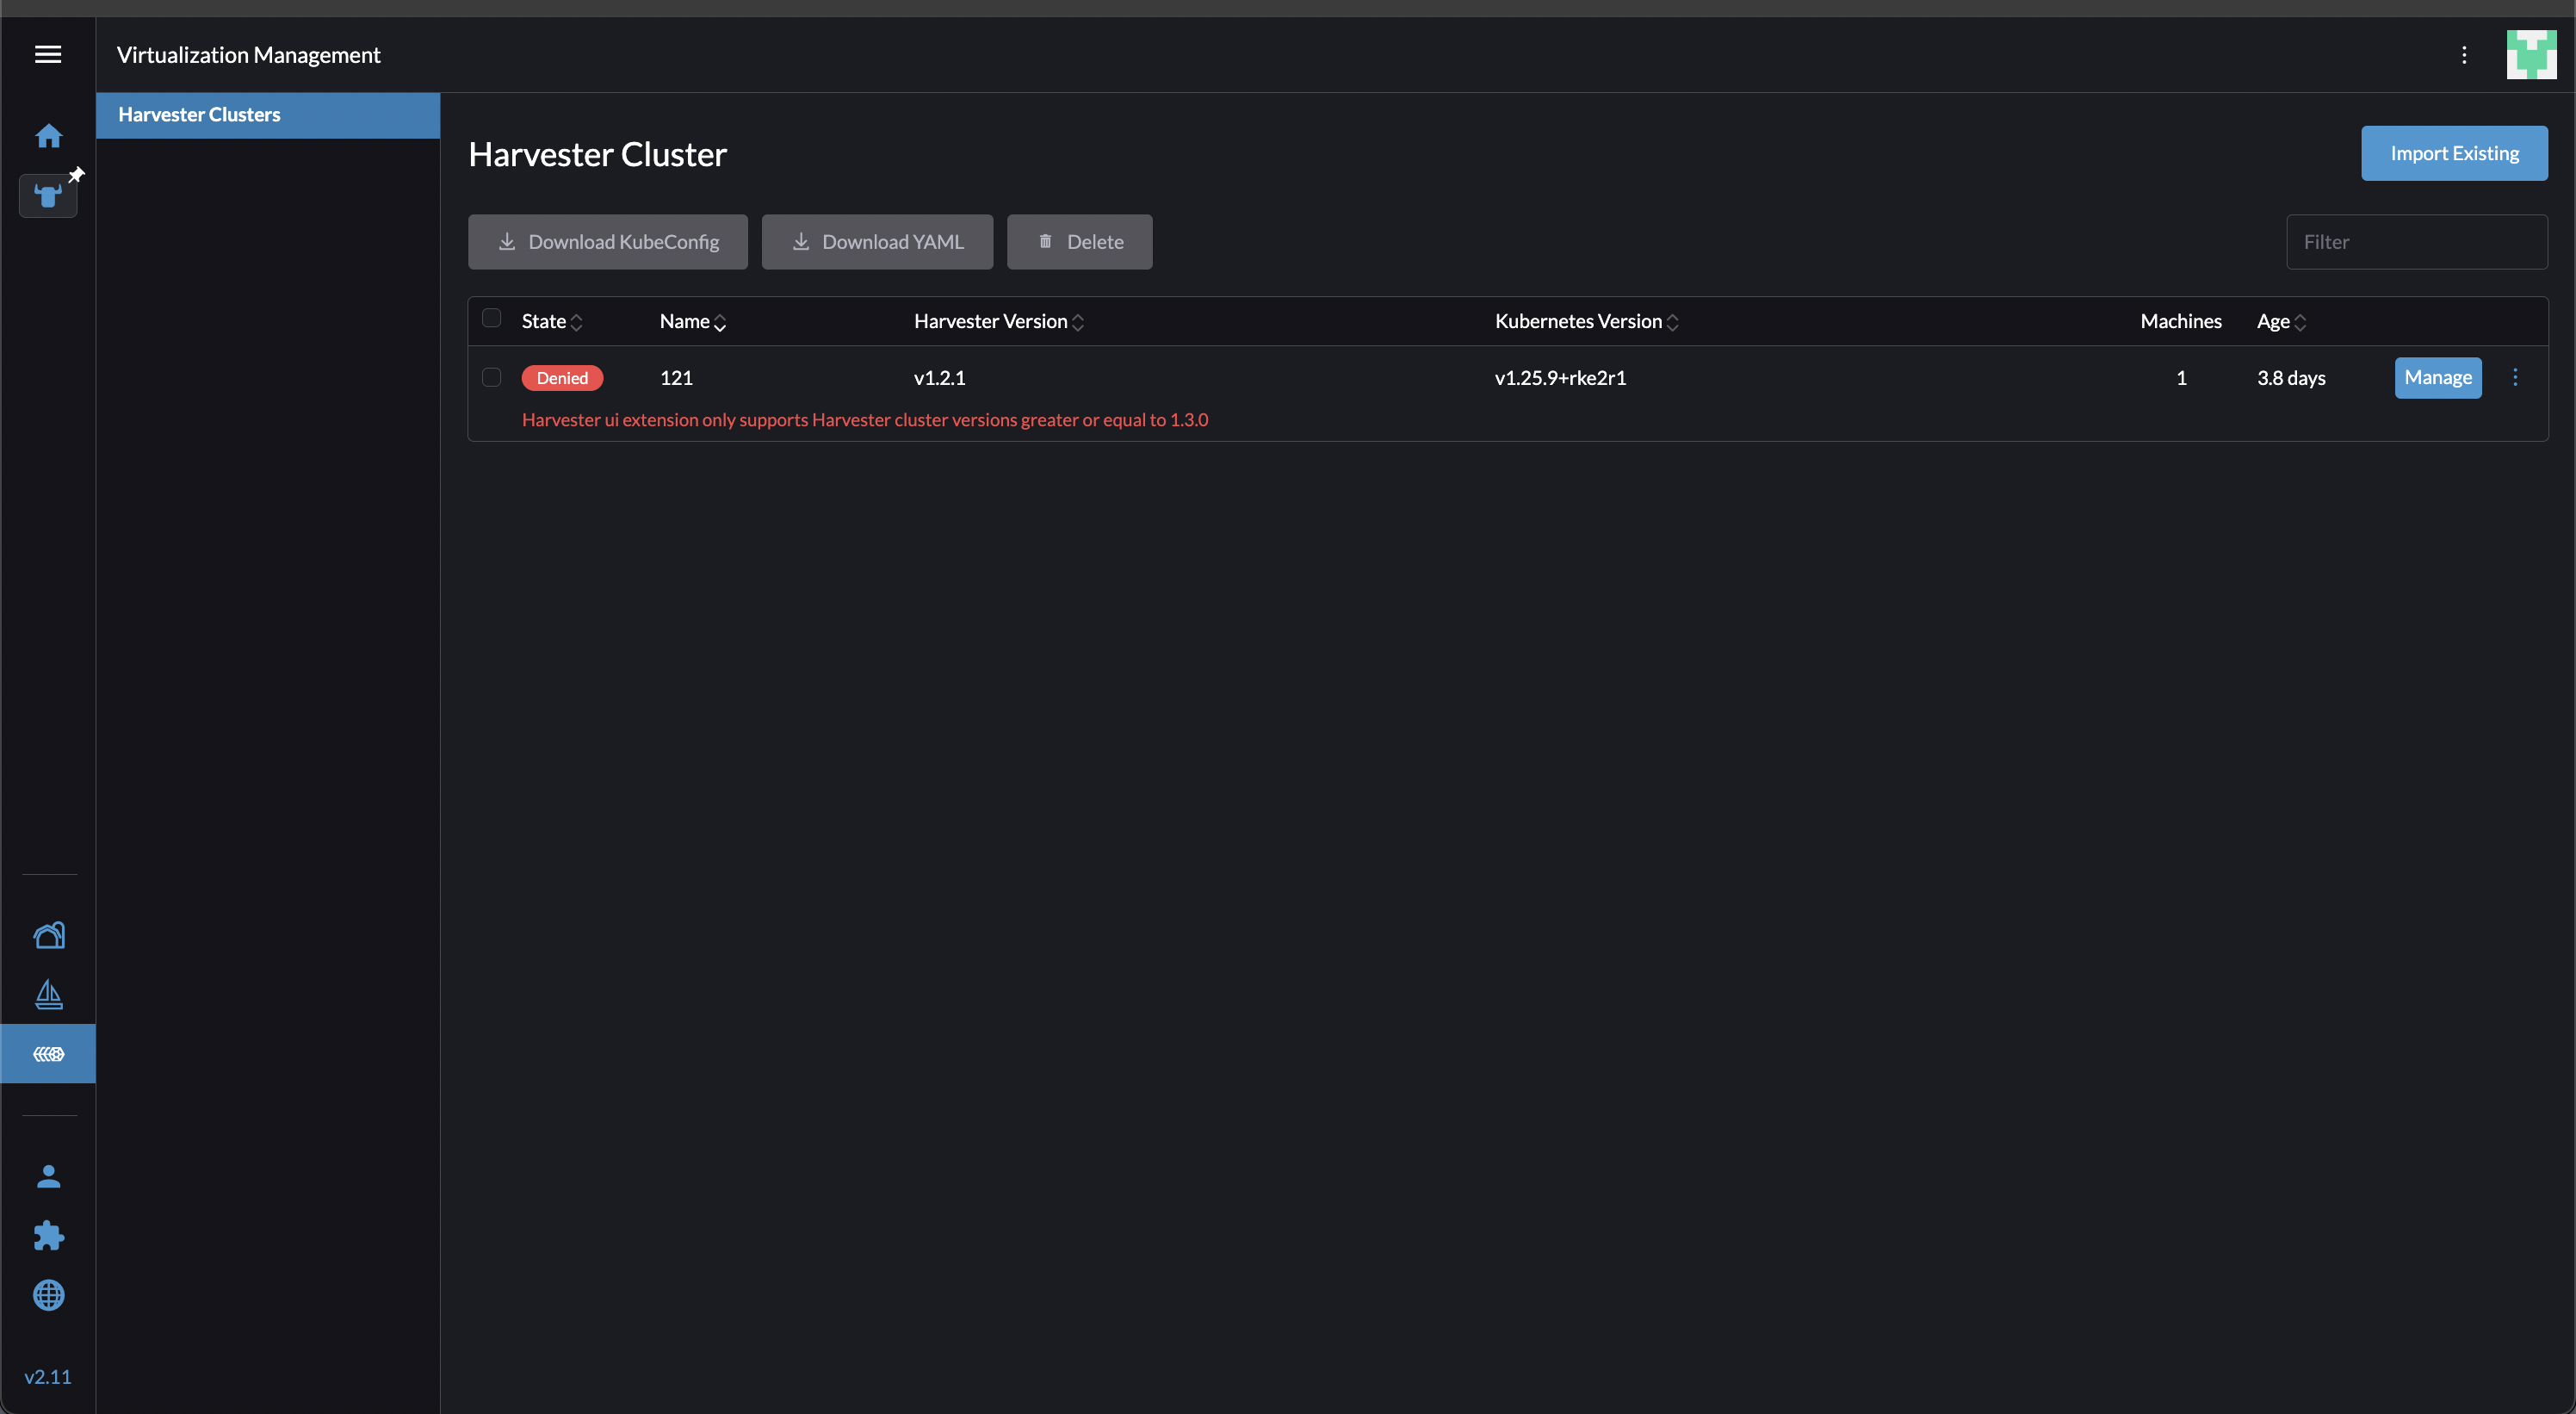 Virtualization Management
Harvester Clusters
Harvester Cluster
Import Existing
Download KubeConfig
Download YAML
Delete
Filter
State Name Harvester Version Kubernetes Version Machines Age
Denied 121 v1.2.1 v1.25.9+rke2r1 1 3.8 days Manage
Harvester ui extension only supports Harvester cluster versions greater or equal to 1.3.0
v2.11